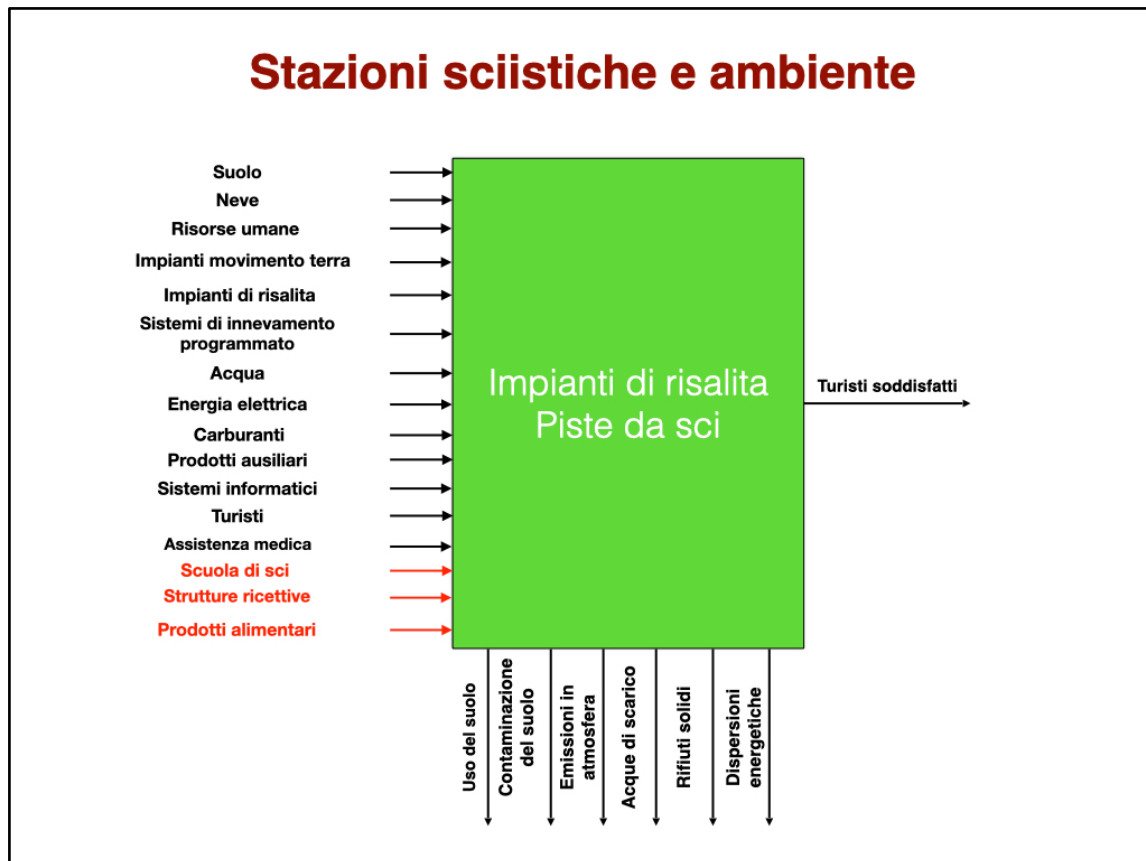 Stazioni sciistiche e ambiente
Suolo
Neve
Risorse umane
Impianti movimento terra
Impianti di risalita
Sistemi di innevamento
programmato
Acqua
Energia elettrica
Carburanti
Prodotti ausiliari
Sistemi informatici
Turisti
Assistenza medica
Scuola di sci
Strutture ricettive
Prodotti alimentari
Impianti di risalita
Piste da sci
Turisti soddisfatti
Uso del suolo
Contaminazione
del suolo
Emissioni in
atmosfera
Acque di scarico
Rifiuti solidi
Dispersioni
energetiche